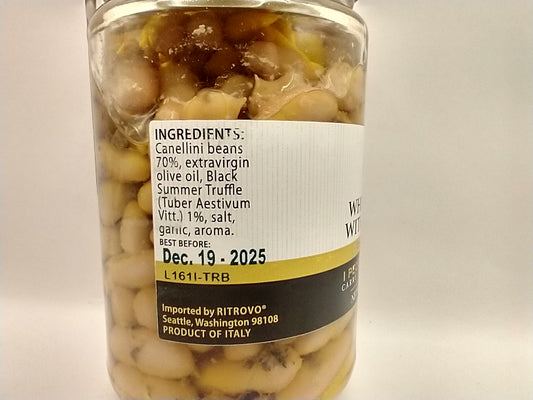 INGREDIENTS:
Canellini beans
70%, extravirgin
olive oil, Black
Summer Truffle
(Tuber Aestivum
Vitt.) 1%, salt,
garlic, aroma.
BEST BEFORE:
Dec. 19 - 2025
L161I-TRB
Imported by RITROVO®
Seattle, Washington 98108
PRODUCT OF ITALY